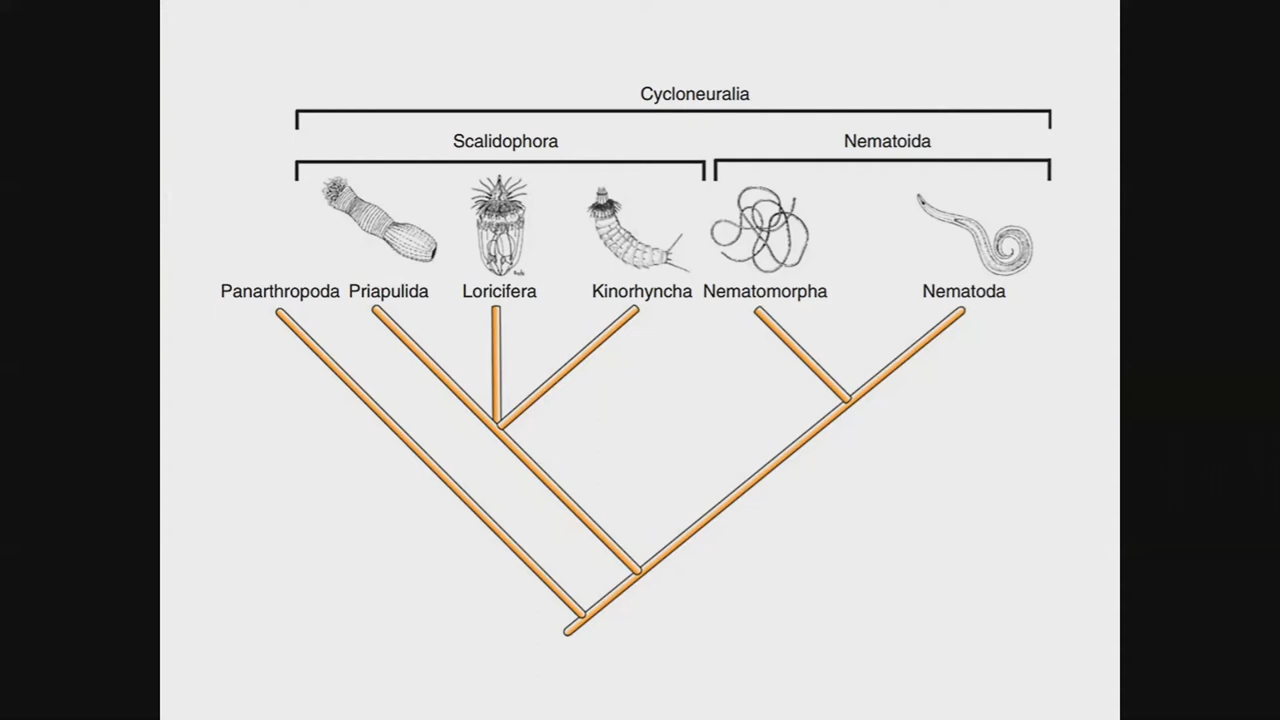 Cycloneuralia
Scalidophora Nematoida
Panarthropoda Priapulida Loricifera Kinorhyncha Nematomorpha Nematoda